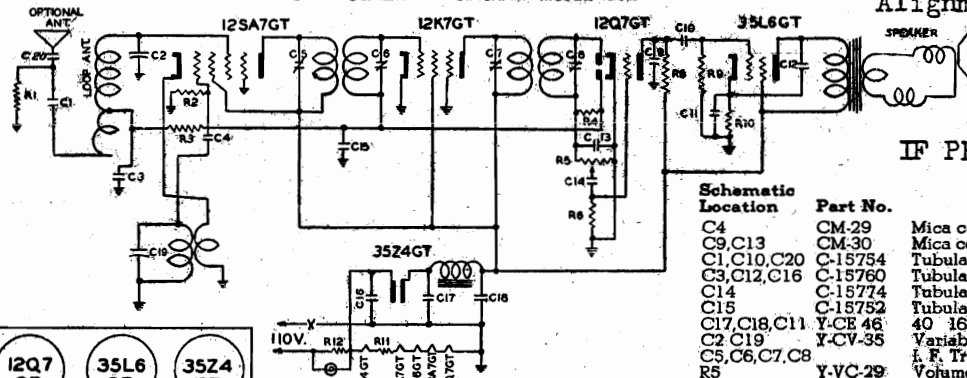 OPTIONAL
ANT.
12SA7GT
12K7GT
12Q7GT
35L6GT
SPEAKER
C20
LOOP ANT.
C2
C5
C6
C7
C8
C9
C10
C12
R1
C1
R2
R3
C4
C15
R4
C13
R5
C14
R6
R8
R9
C11
R10
C3
C19
35Z4GT
C16
C17
C18
X
110V.
R12
R11
IF
Schematic
Location Part No.
C4 CM-29 Mica
C9,C13 CM-30 Mica
C1,C10,C20 C-15754 Tubula
C3,C12,C16 C-15760 Tubula
C14 C-15774 Tubula
C15 C-15752 Tubula
C17,C18,C11 Y-CE 46 40 16
C2 C19 Y-CV-35 Variab
C5,C6,C7,C8 I. F. Tr
R5 Y-VC-29 Volum
12Q7
35L6
35Z4